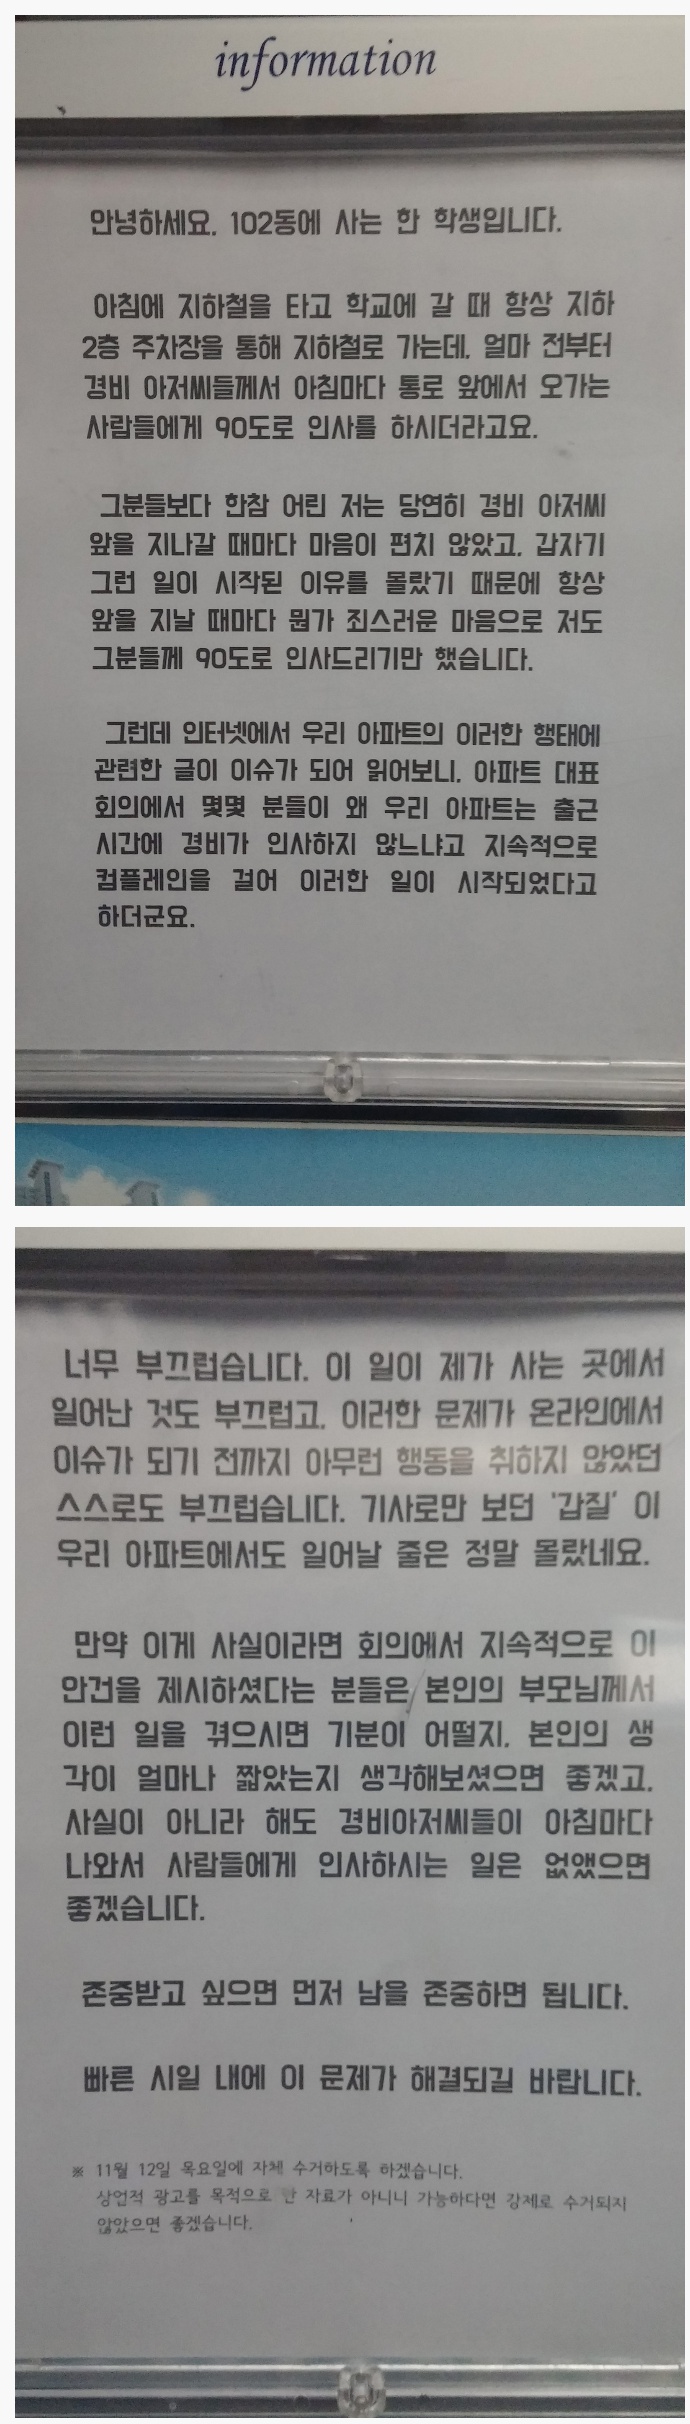 information
안녕하세요. 102동에 사는 한 학생입니다.
아침에 지하철을 타고 학교에 갈 때 항상 지하
2층 주차장을 통해 지하철로 가는데, 얼마 전부터
경비 아저씨들께서 아침마다 통로 앞에서 오가는
사람들에게 90도로 인사를 하시더라고요.
그분들보다 한참 어린 저는 당연히 경비 아저씨
앞을 지나갈 때마다 마음이 편치 않았고, 갑자기
그런 일이 시작된 이유를 몰랐기 때문에 항상
앞을 지날 때마다 뭔가 죄스러운 마음으로 저도
그분들께 90도로 인사드리기만 했습니다.
그런데 인터넷에서 우리 아파트의 이러한 행태에
관련한 글이 이슈가 되어 읽어보니, 아파트 대표
회의에서 몇몇 분들이 왜 우리 아파트는 출근
시간에 경비가 인사하지 않느냐고 지속적으로
컴플레인을 걸어 이러한 일이 시작되었다고
하더군요.
너무 부끄럽습니다. 이 일이 제가 사는 곳에서
일어난 것도 부끄럽고, 이러한 문제가 온라인에서
이슈가 되기 전까지 아무런 행동을 취하지 않았던
스스로도 부끄럽습니다. 기사로만 보던 '갑질' 이
우리 아파트에서도 일어날 줄은 정말 몰랐네요.
만약 이게 사실이라면 회의에서 지속적으로 이
안건을 제시하셨다는 분들은 본인의 부모님께서
이런 일을 겪으시면 기분이 어떨지, 본인의 생
각이 얼마나 짧았는지 생각해보셨으면 좋겠고,
사실이 아니라 해도 경비아저씨들이 아침마다
나와서 사람들에게 인사하시는 일은 없앴으면
좋겠습니다.
존중받고 싶으면 먼저 남을 존중하면 됩니다.
빠른 시일 내에 이 문제가 해결되길 바랍니다.
※ 11월 12일 목요일에 자체 수거하도록 하겠습니다.
상업적 광고를 목적으로 한 자료가 아니니 가능하다면 강제로 수거되지
않았으면 좋겠습니다.